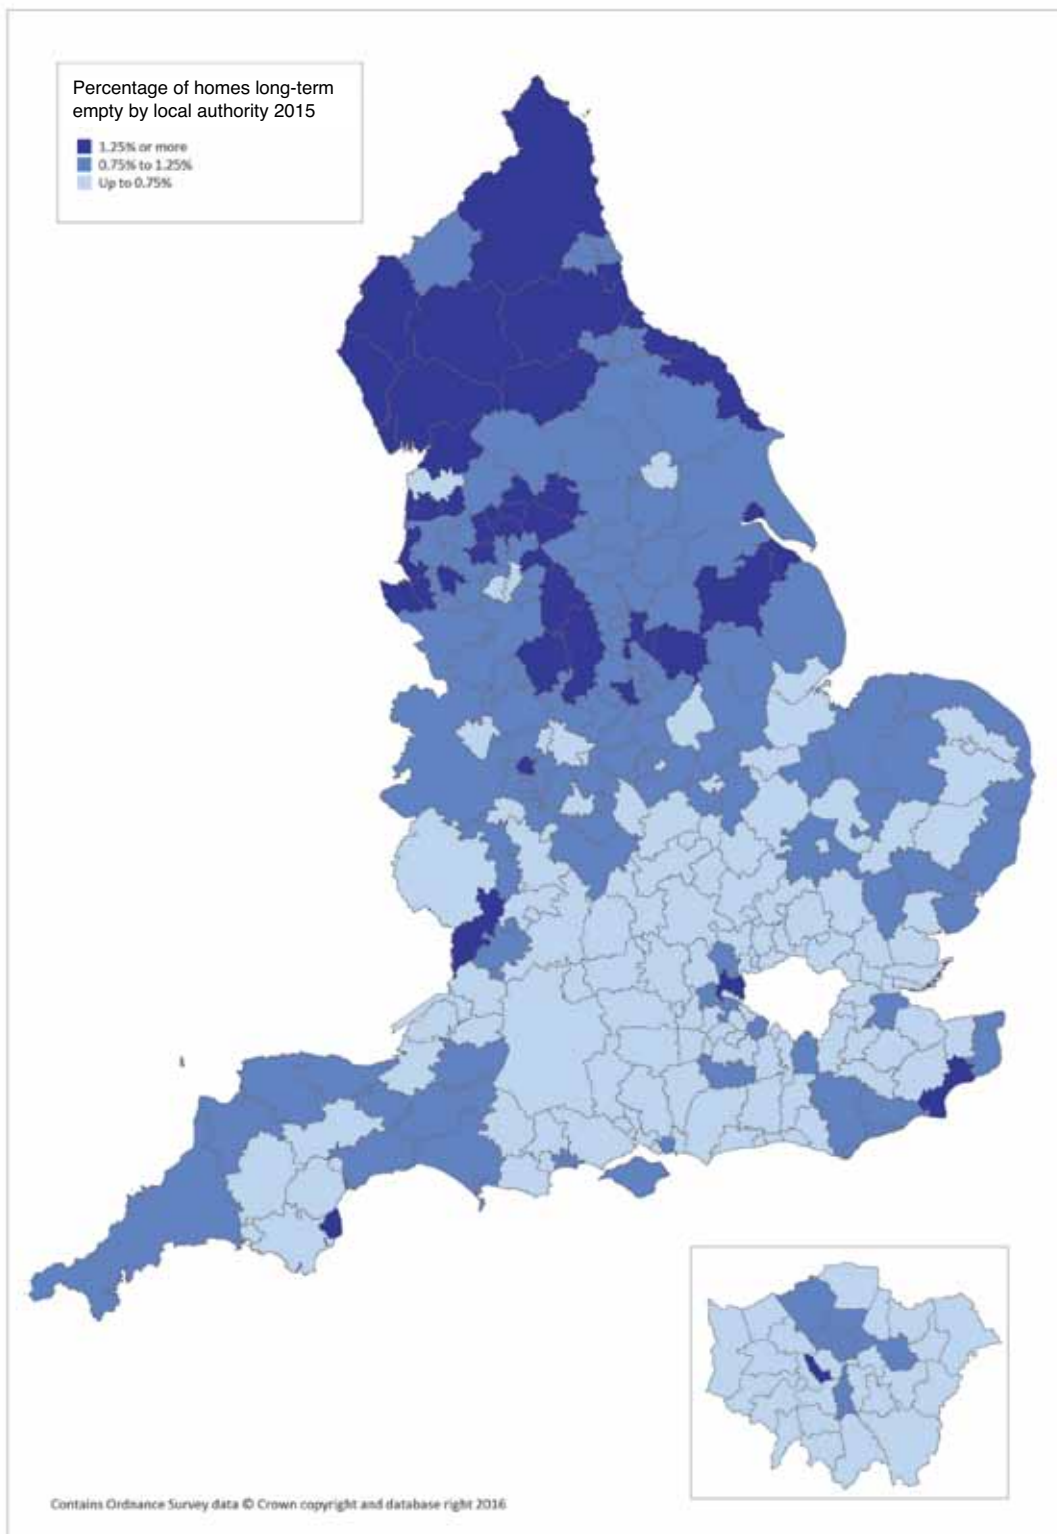 Percentage of homes long-term
empty by local authority 2015
1.25% or more
0.75% to 1.25%
Up to 0.75%
Contains Ordnance Survey data © Crown copyright and database right 2016